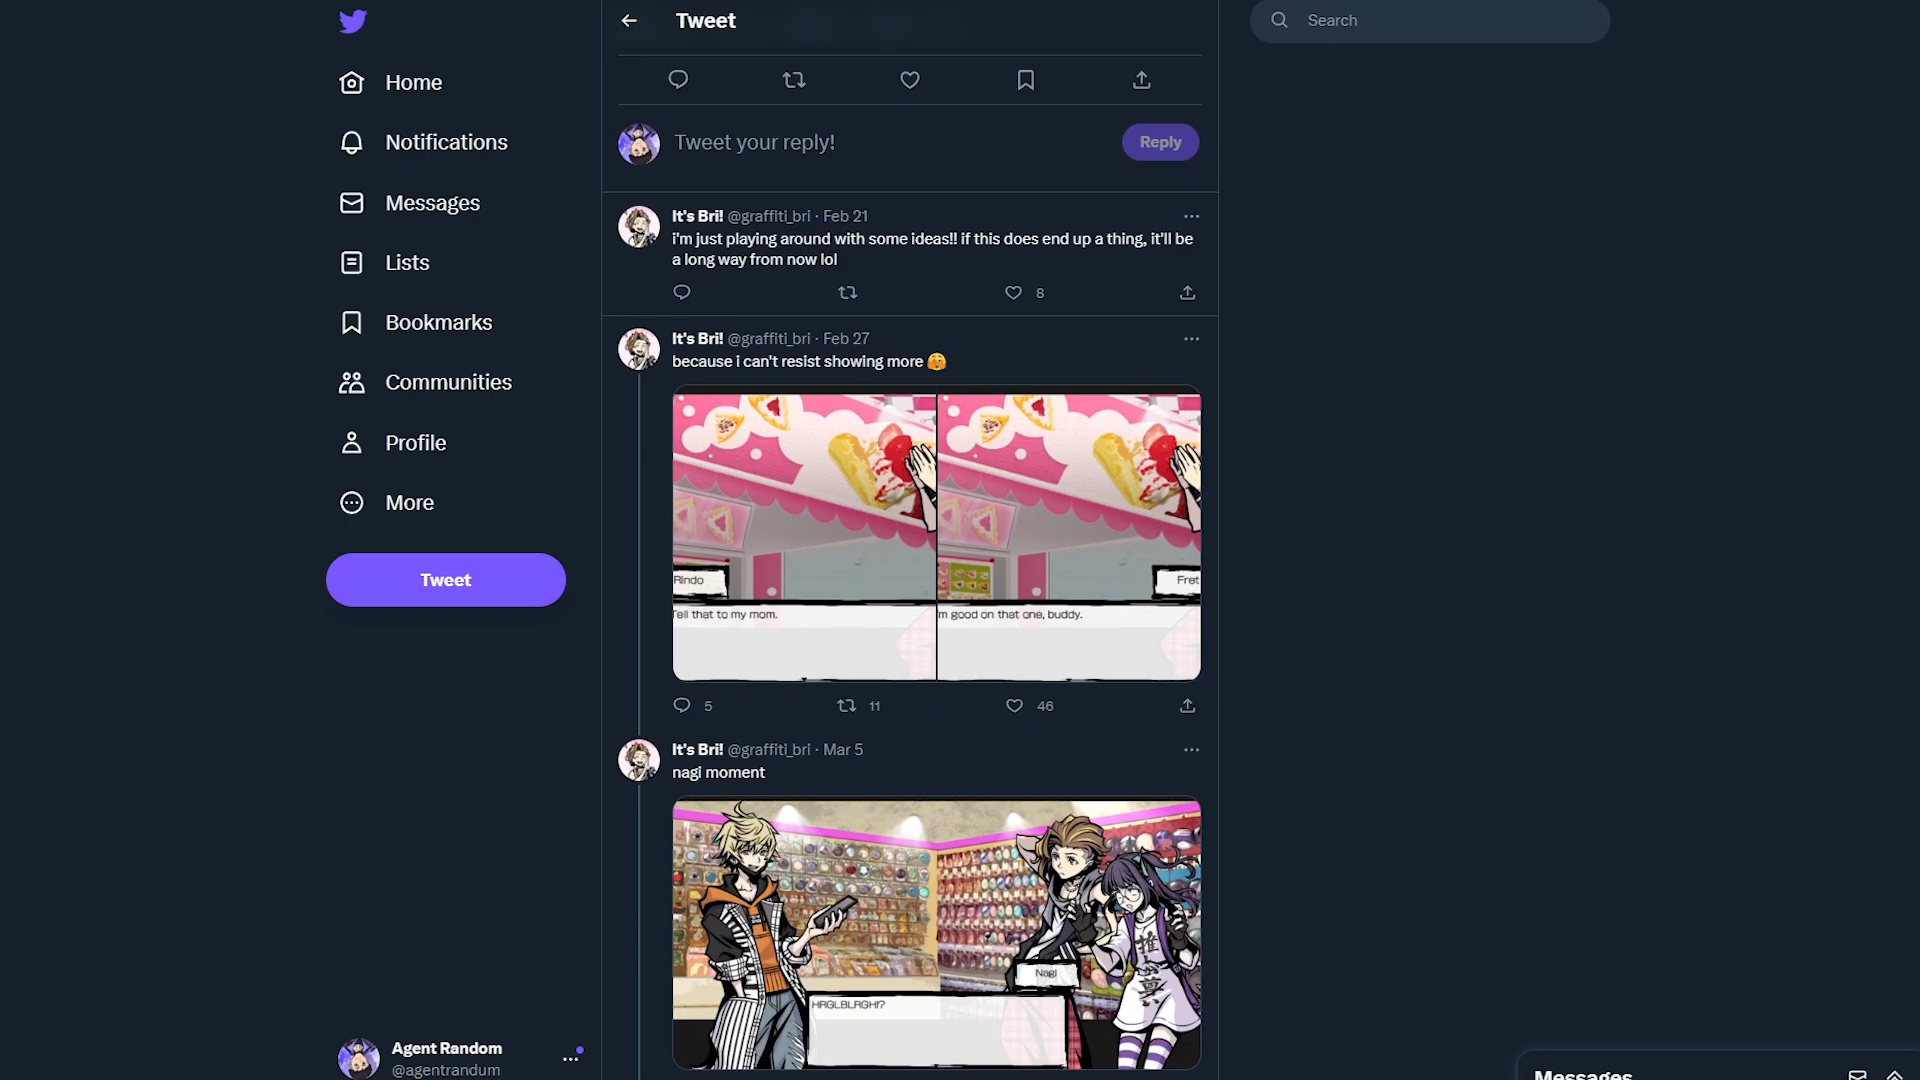 Tweet
Search
Home
Notifications
Messages
Lists
Bookmarks
Communities
Profile
More
Tweet
Agent Random
@agentrandum
Tweet your reply!
Reply
It's Bri! @graffiti_bri · Feb 21
i'm just playing around with some ideas!! if this does end up a thing, it'll be
a long way from now lol
8
It's Bri! @graffiti_bri · Feb 27
because i can't resist showing more
Rindo
Tell that to my mom.
Fret
'm good on that one, buddy.
5
11
46
It's Bri! @graffiti_bri · Mar 5
nagi moment
Nagi
HRGLBLRGH!?
推
尊
Messages